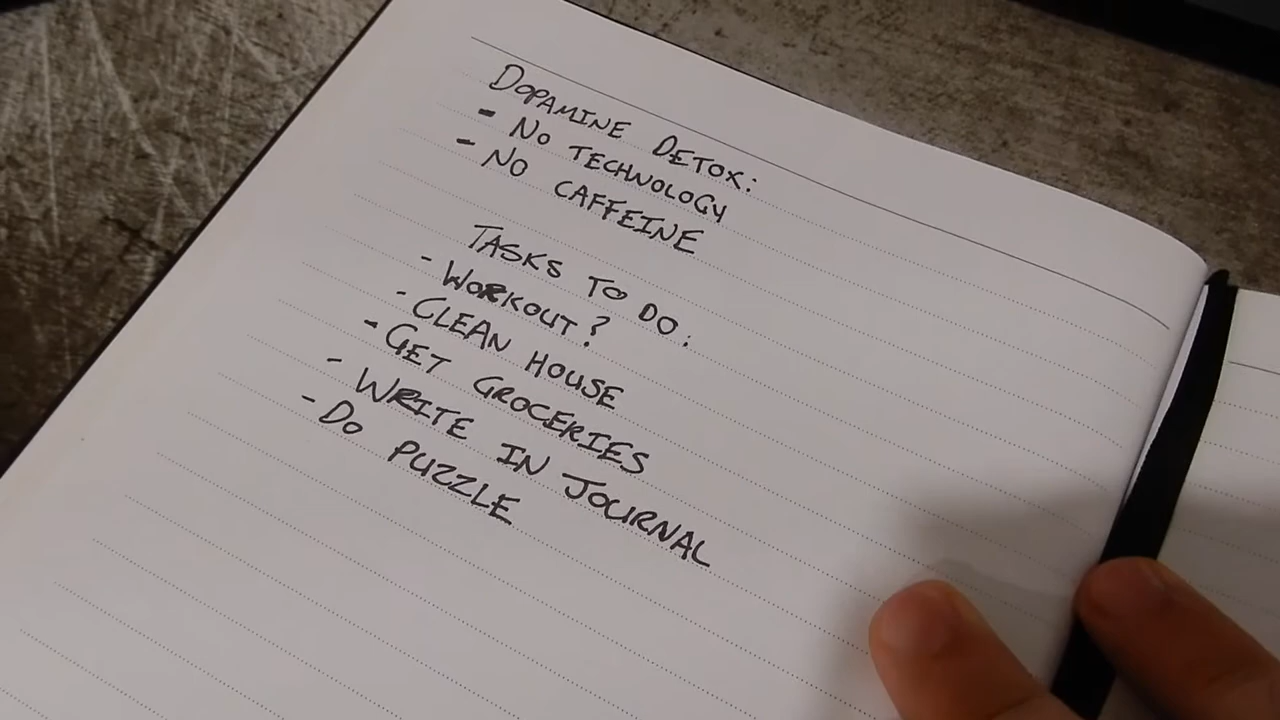 DOPAMINE DETOX:
- NO TECHNOLOGY
- NO CAFFEINE
TASKS TO DO:
- WORKOUT?
- CLEAN HOUSE
- GET GROCERIES
- WRITE IN JOURNAL
- DO PUZZLE